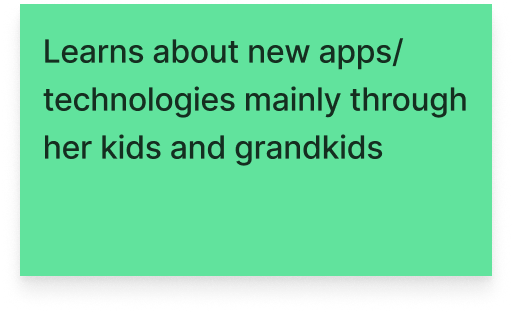 Learns about new apps/
technologies mainly through
her kids and grandkids